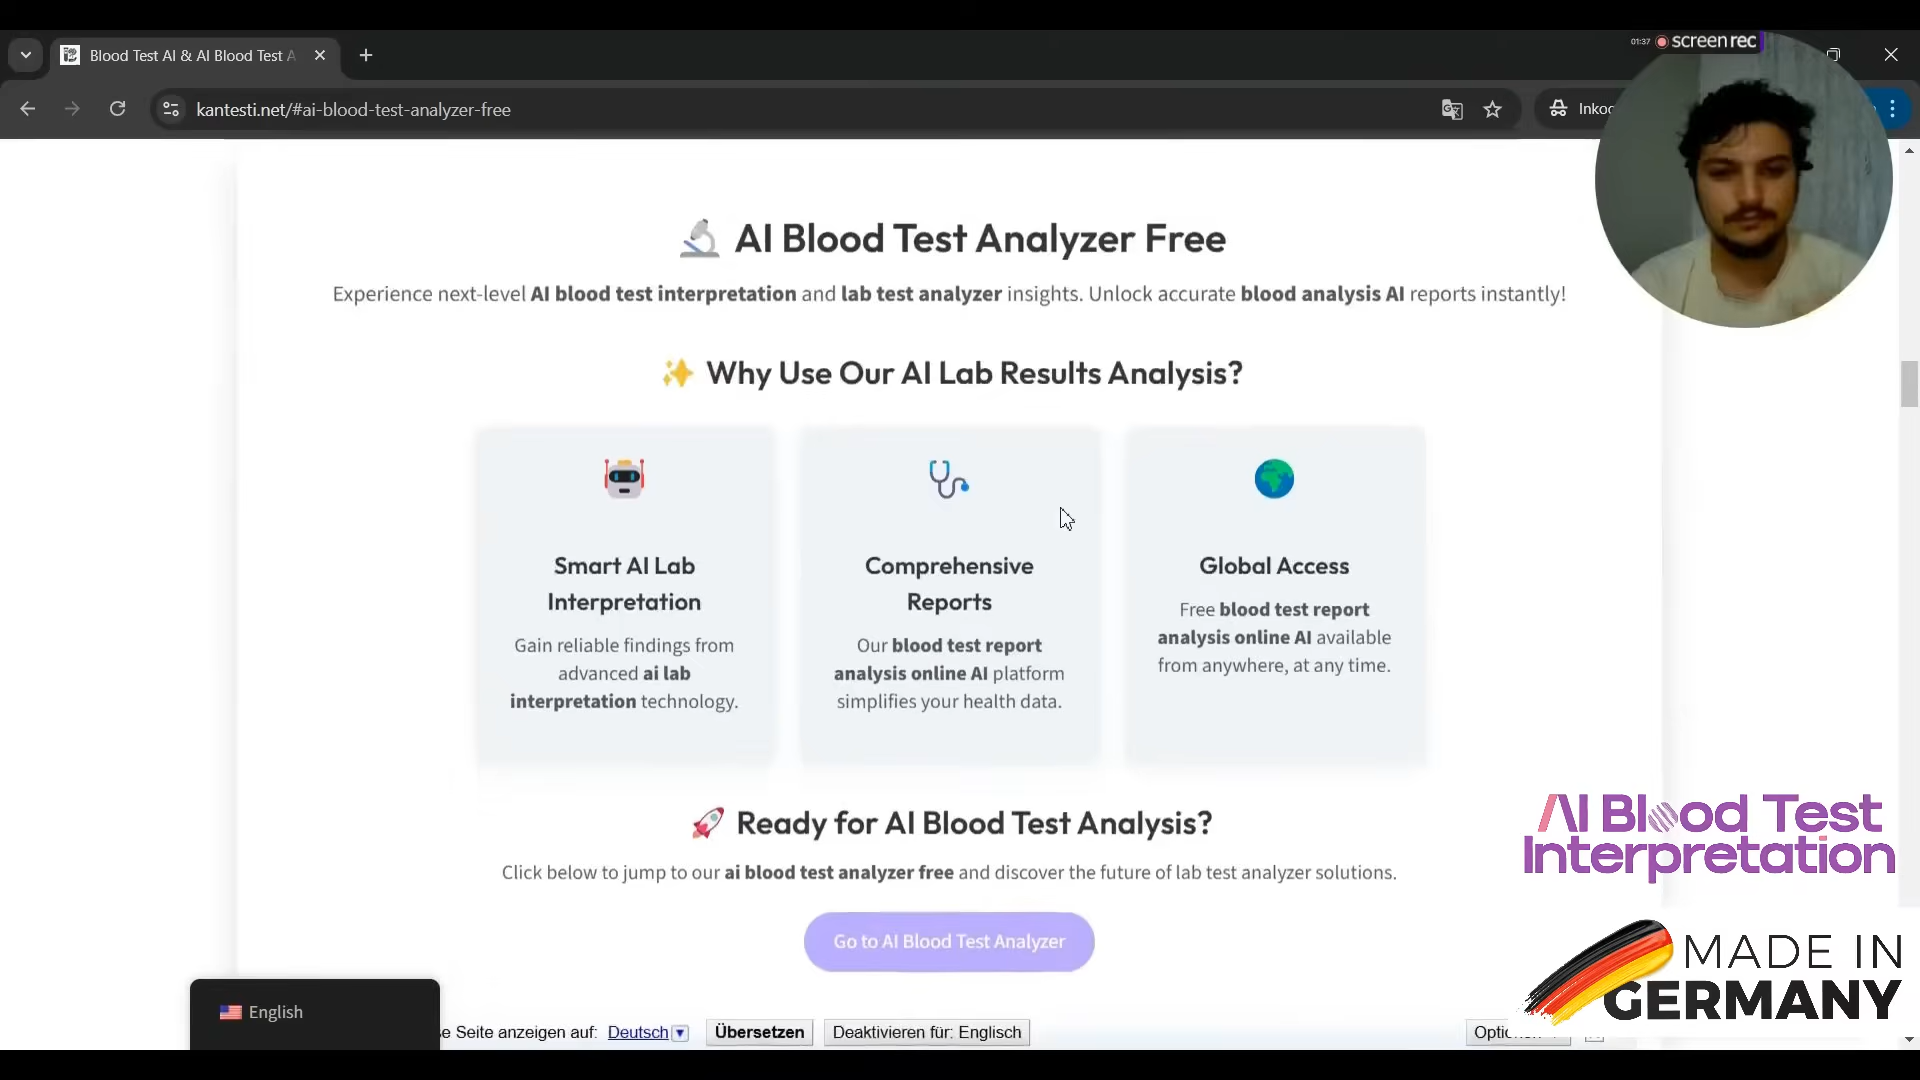 01:37 screen rec
Blood Test AI & AI Blood Test A
kantesti.net/#ai-blood-test-analyzer-free
AI Blood Test Analyzer Free
Experience next-level AI blood test interpretation and lab test analyzer insights. Unlock accurate blood analysis AI reports instantly!
Why Use Our AI Lab Results Analysis?
Smart AI Lab
Interpretation
Gain reliable findings from
advanced ai lab
interpretation technology.
Comprehensive
Reports
Our blood test report
analysis online AI platform
simplifies your health data.
Global Access
Free blood test report
analysis online AI available
from anywhere, at any time.
Ready for AI Blood Test Analysis?
Click below to jump to our ai blood test analyzer free and discover the future of lab test analyzer solutions.
Go to AI Blood Test Analyzer
AI Blood Test
Interpretation
MADE IN
GERMANY
English
e Seite anzeigen auf: Deutsch Übersetzen Deaktivieren für: Englisch